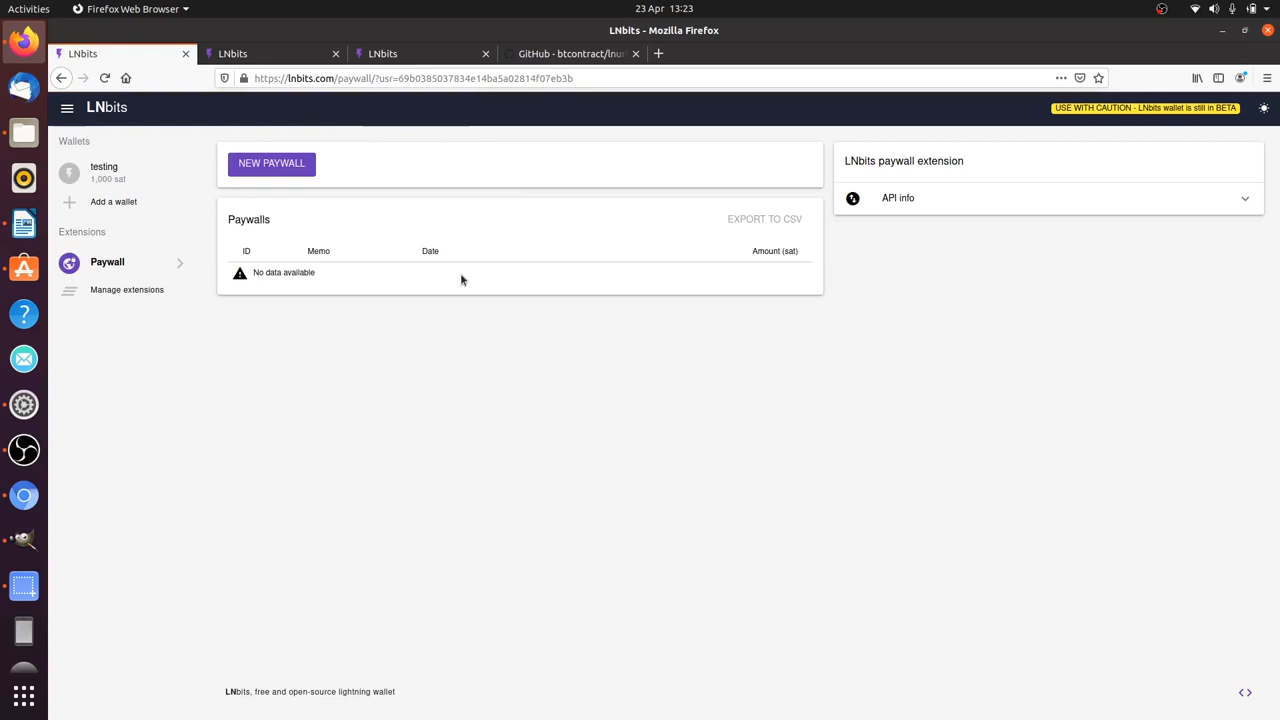 Activities
Firefox Web Browser
23 Apr 13:23
LNbits - Mozilla Firefox
LNbits
LNbits
LNbits
GitHub - btcontract/lnur
https://lnbits.com/paywall/?usr=69b0385037834e14ba5a02814f07eb3b
LNbits
USE WITH CAUTION - LNbits wallet is still in BETA
Wallets
testing
1,000 sat
Add a wallet
Extensions
Paywall
Manage extensions
NEW PAYWALL
Paywalls
EXPORT TO CSV
ID Memo Date Amount (sat)
No data available
LNbits paywall extension
API info
LNbits, free and open-source lightning wallet